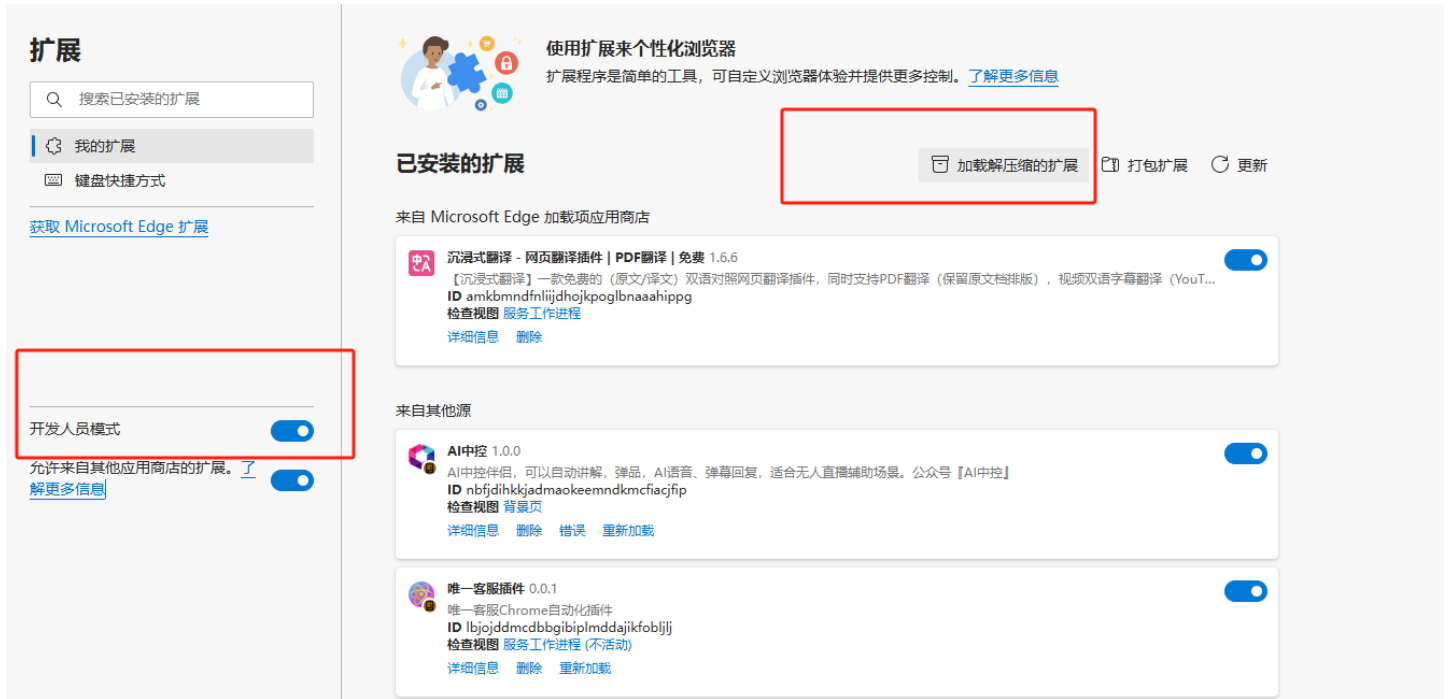 扩展
搜索已安装的扩展
我的扩展
键盘快捷方式
获取 Microsoft Edge 扩展
开发人员模式
允许来自其他应用商店的扩展。了
解更多信息
使用扩展来个性化浏览器
扩展程序是简单的工具，可自定义浏览器体验并提供更多控制。了解更多信息
已安装的扩展
加载解压缩的扩展 打包扩展 更新
来自 Microsoft Edge 加载项应用商店
沉浸式翻译 - 网页翻译插件 | PDF翻译 | 免费 1.6.6
【沉浸式翻译】一款免费的（原文/译文）双语对照网页翻译插件，同时支持PDF翻译（保留原文档排版），视频双语字幕翻译（YouT...
ID amkbmndfnliijdhojkpoglbnaaahippg
检查视图 服务工作进程
详细信息 删除
来自其他源
AI中控 1.0.0
AI中控伴侣，可以自动讲解，弹品，AI语音、弹幕回复，适合无人直播辅助场景。公众号『AI中控』
ID nbfjdihkkjadmaokeemndkmcfiacjfip
检查视图 背景页
详细信息 删除 错误 重新加载
唯一客服插件 0.0.1
唯一客服Chrome自动化插件
ID lbjojddmcdbbgibiplmddajikfobljlj
检查视图 服务工作进程 (不活动)
详细信息 删除 重新加载